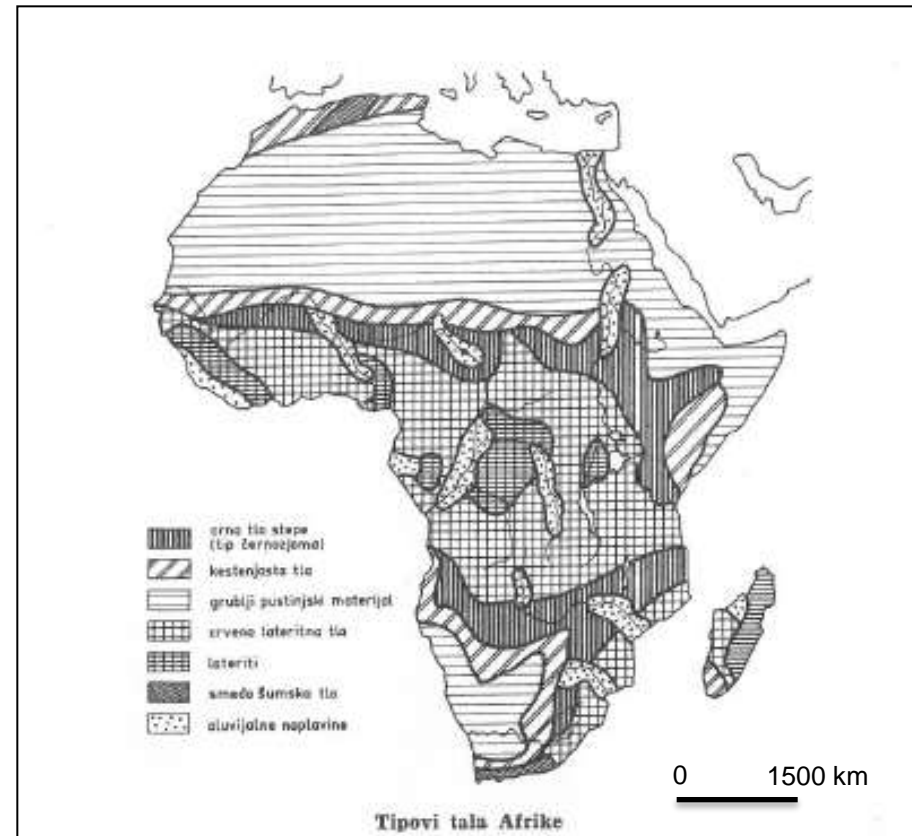 crna tla stepe
(tip černozjoma)
kestenjasta tla
grublji pustinjski materijal
crvena lateritna tla
lateriti
smeđa šumska tla
aluvijalne naplavine
0 1500 km
Tipovi tala Afrike